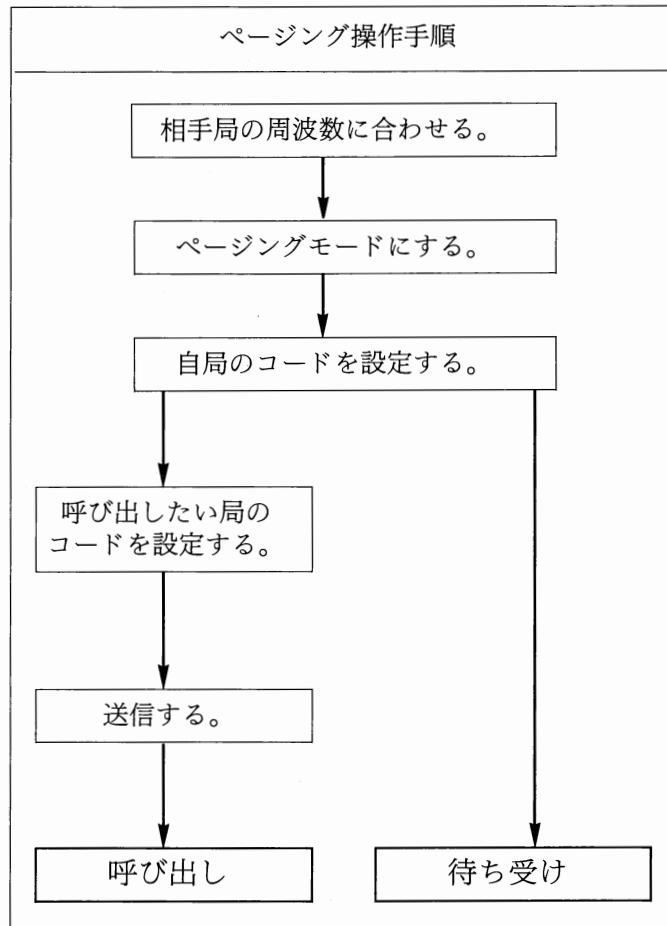 ページング操作手順
相手局の周波数に合わせる。
ページングモードにする。
自局のコードを設定する。
呼び出したい局の
コードを設定する。
送信する。
呼び出し
待ち受け